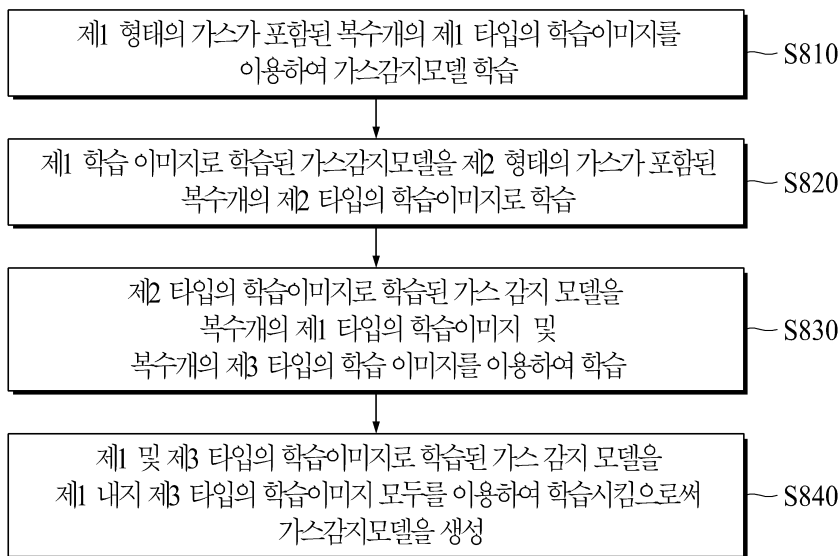 제1 형태의 가스가 포함된 복수개의 제1 타입의 학습이미지를
이용하여 가스감지모델 학습
S810
제1 학습 이미지로 학습된 가스감지모델을 제2 형태의 가스가 포함된
복수개의 제2 타입의 학습이미지로 학습
S820
제2 타입의 학습이미지로 학습된 가스 감지 모델을
복수개의 제1 타입의 학습이미지 및
복수개의 제3 타입의 학습 이미지를 이용하여 학습
S830
제1 및 제3 타입의 학습이미지로 학습된 가스 감지 모델을
제1 내지 제3 타입의 학습이미지 모두를 이용하여 학습시킴으로써
가스감지모델을 생성
S840